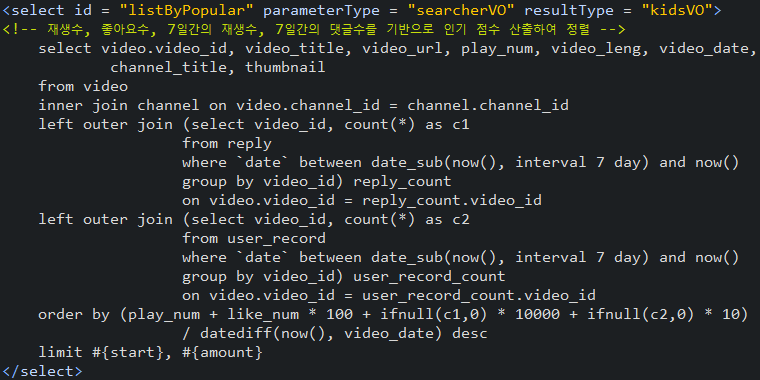 <select id = "listByPopular" parameterType = "searcherVO" resultType = "kidsVO">
<!-- 재생수, 좋아요수, 7일간의 재생수, 7일간의 댓글수를 기반으로 인기 점수 산출하여 정렬 -->
select video.video_id, video_title, video_url, play_num, video_leng, video_date,
channel_title, thumbnail
from video
inner join channel on video.channel_id = channel.channel_id
left outer join (select video_id, count(*) as c1
from reply
where `date` between date_sub(now(), interval 7 day) and now()
group by video_id) reply_count
on video.video_id = reply_count.video_id
left outer join (select video_id, count(*) as c2
from user_record
where `date` between date_sub(now(), interval 7 day) and now()
group by video_id) user_record_count
on video.video_id = user_record_count.video_id
order by (play_num + like_num * 100 + ifnull(c1,0) * 10000 + ifnull(c2,0) * 10)
/ datediff(now(), video_date) desc
limit #{start}, #{amount}
</select>